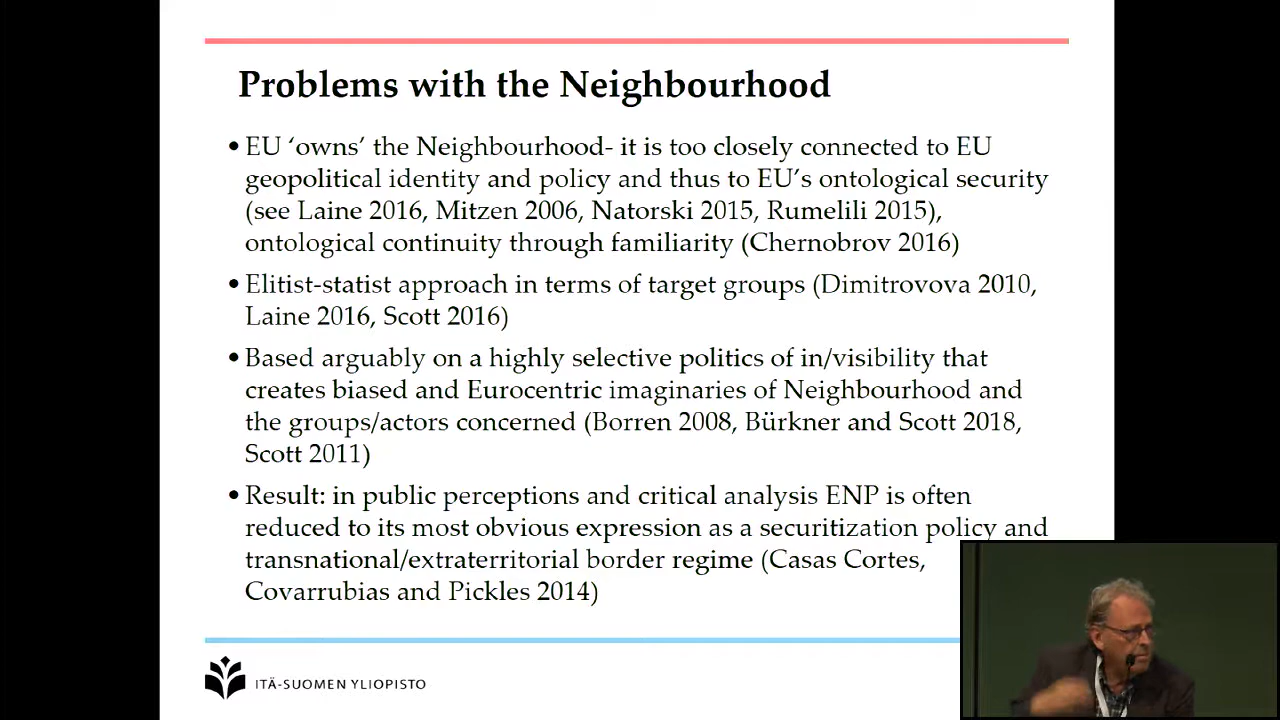 Problems with the Neighbourhood
• EU ‘owns’ the Neighbourhood- it is too closely connected to EU
geopolitical identity and policy and thus to EU’s ontological security
(see Laine 2016, Mitzen 2006, Natorski 2015, Rumelili 2015),
ontological continuity through familiarity (Chernobrov 2016)
• Elitist-statist approach in terms of target groups (Dimitrovova 2010,
Laine 2016, Scott 2016)
• Based arguably on a highly selective politics of in/visibility that
creates biased and Eurocentric imaginaries of Neighbourhood and
the groups/actors concerned (Borren 2008, Bürkner and Scott 2018,
Scott 2011)
• Result: in public perceptions and critical analysis ENP is often
reduced to its most obvious expression as a securitization policy and
transnational/extraterritorial border regime (Casas Cortes,
Covarrubias and Pickles 2014)
ITÄ-SUOMEN YLIOPISTO